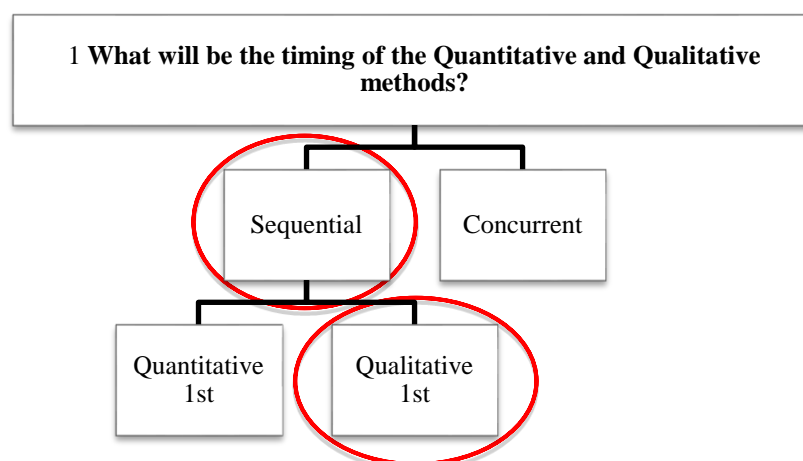 1 What will be the timing of the Quantitative and Qualitative
methods?
Sequential
Concurrent
Quantitative
1st
Qualitative
1st